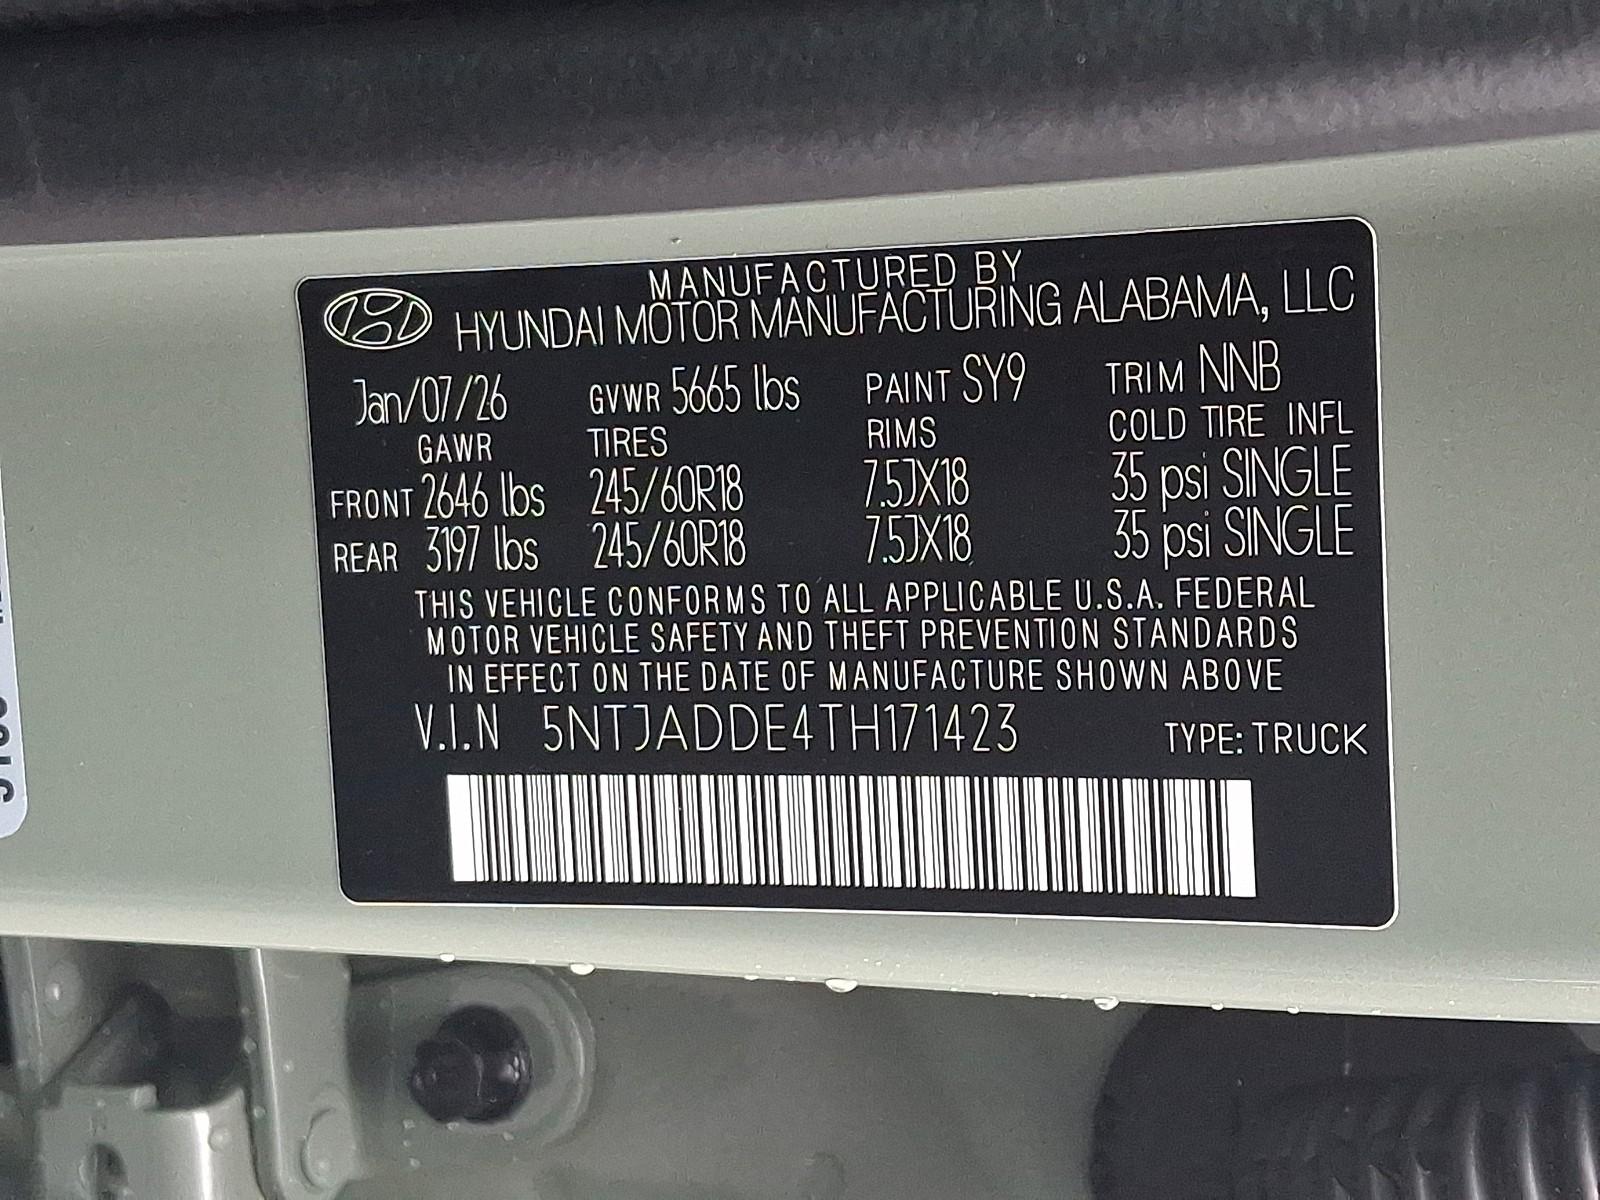 MANUFACTURED BY
HYUNDAI MOTOR MANUFACTURING ALABAMA, LLC
Jan/07/26 GVWR 5665 lbs PAINT SY9 TRIM NNB
GAWR TIRES RIMS COLD TIRE INFL
FRONT 2646 lbs 245/60R18 7.5JX18 35 psi SINGLE
REAR 3197 lbs 245/60R18 7.5JX18 35 psi SINGLE
THIS VEHICLE CONFORMS TO ALL APPLICABLE U.S.A. FEDERAL
MOTOR VEHICLE SAFETY AND THEFT PREVENTION STANDARDS
IN EFFECT ON THE DATE OF MANUFACTURE SHOWN ABOVE
V.I.N 5NTJADDE4TH171423 TYPE: TRUCK